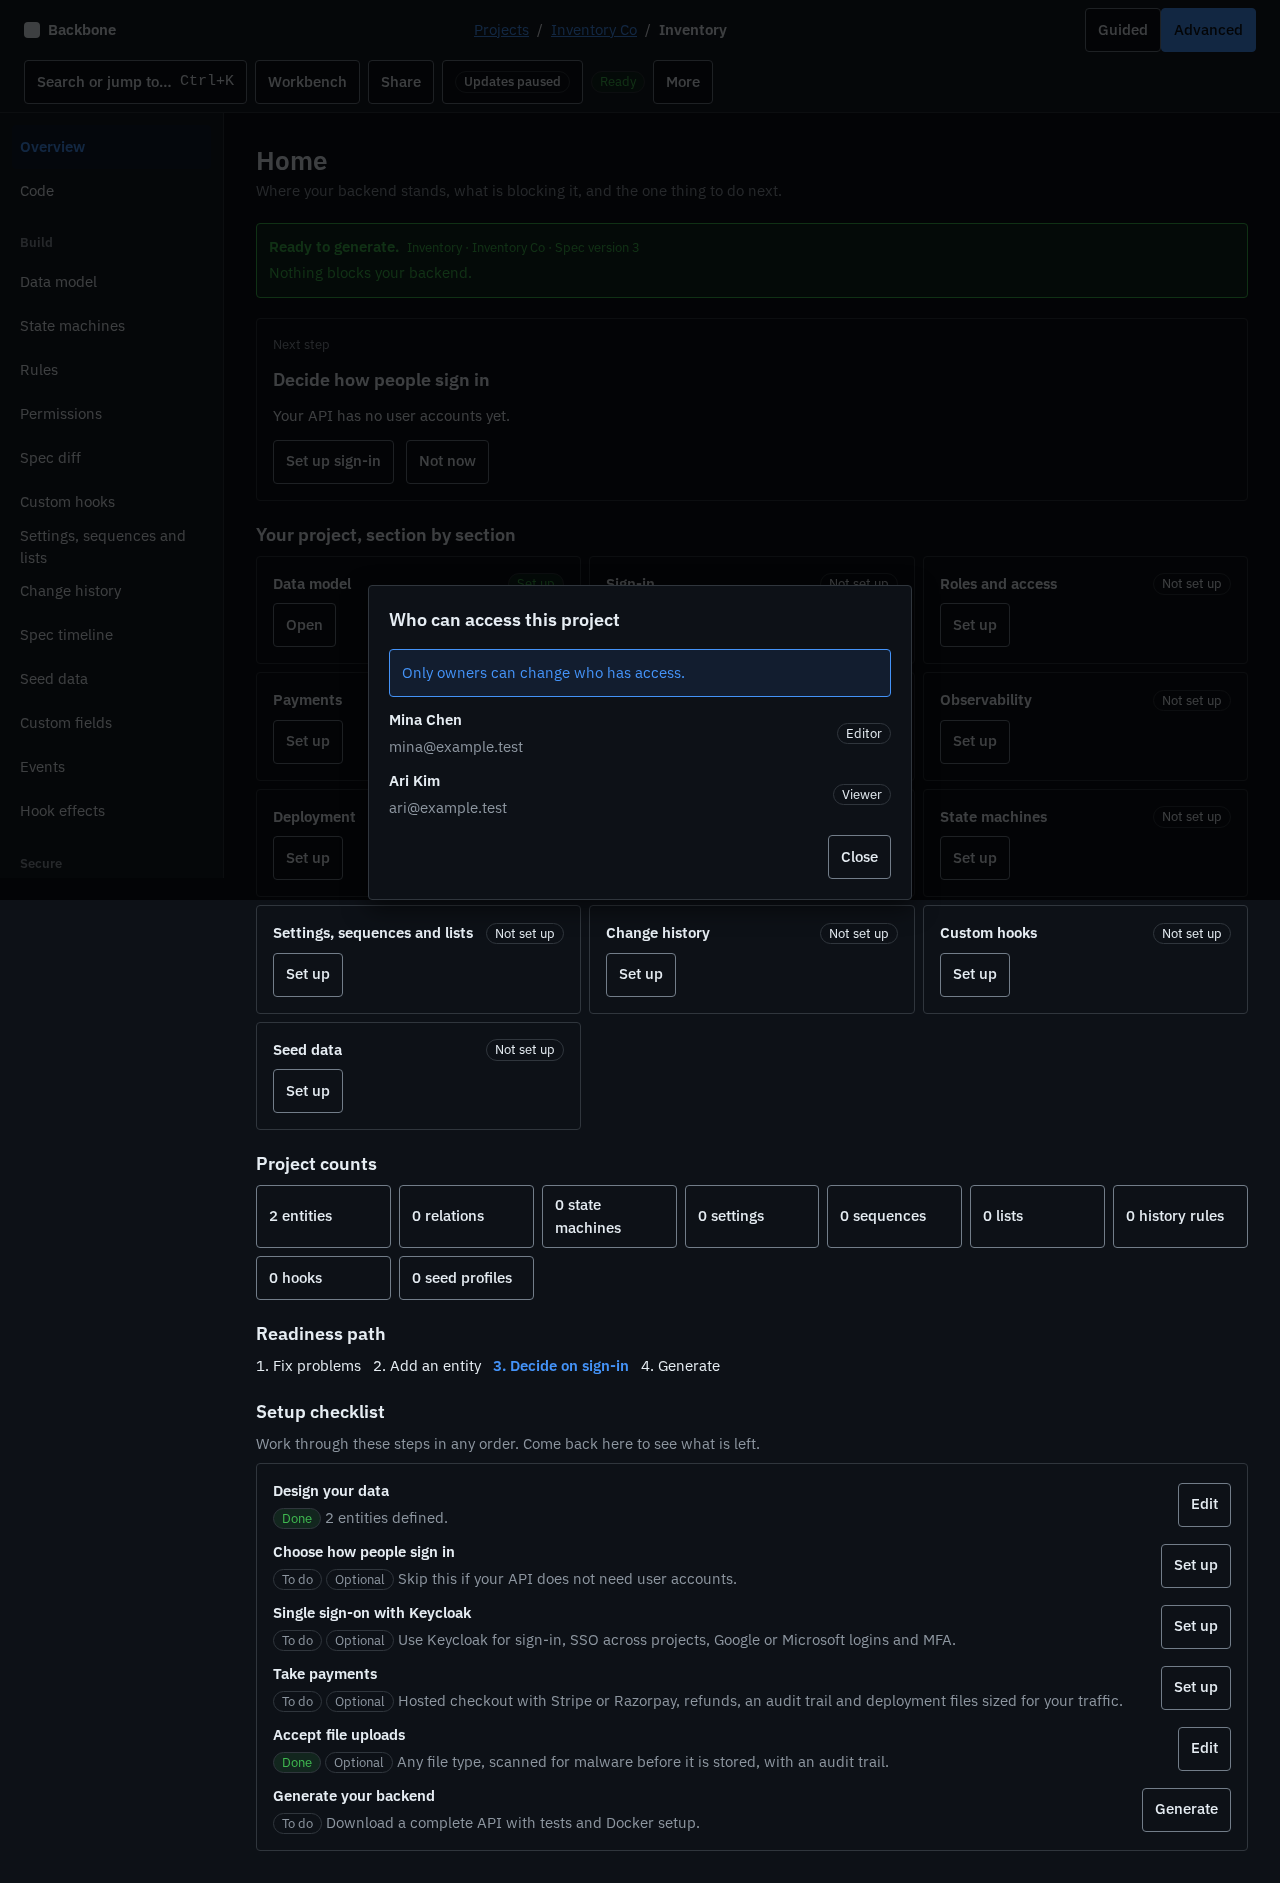 Backbone
Projects / Inventory Co / Inventory
Guided Advanced
Search or jump to... Ctrl+K Workbench Share Updates paused Ready More
Overview
Code
Build
Data model
State machines
Rules
Permissions
Spec diff
Custom hooks
Settings, sequences and
lists
Change history
Spec timeline
Seed data
Custom fields
Events
Hook effects
Secure
Home
Where your backend stands, what is blocking it, and the one thing to do next.
Ready to generate. Inventory · Inventory Co · Spec version 3
Nothing blocks your backend.
Next step
Decide how people sign in
Your API has no user accounts yet.
Set up sign-in Not now
Your project, section by section
Data model Set up Sign-in Not set up Roles and access Not set up
Open Set up
Payments Observability Not set up
Set up Set up
Deployment State machines Not set up
Set up Set up
Who can access this project
Only owners can change who has access.
Mina Chen
mina@example.test
Editor
Ari Kim
ari@example.test
Viewer
Close
Settings, sequences and lists Not set up Change history Not set up Custom hooks Not set up
Set up Set up Set up
Seed data Not set up
Set up
Project counts
2 entities 0 relations 0 state machines 0 settings 0 sequences 0 lists 0 history rules
0 hooks 0 seed profiles
Readiness path
1. Fix problems 2. Add an entity 3. Decide on sign-in 4. Generate
Setup checklist
Work through these steps in any order. Come back here to see what is left.
Design your data
Done 2 entities defined.
Edit
Choose how people sign in
To do Optional Skip this if your API does not need user accounts.
Set up
Single sign-on with Keycloak
To do Optional Use Keycloak for sign-in, SSO across projects, Google or Microsoft logins and MFA.
Set up
Take payments
To do Optional Hosted checkout with Stripe or Razorpay, refunds, an audit trail and deployment files sized for your traffic.
Set up
Accept file uploads
Done Optional Any file type, scanned for malware before it is stored, with an audit trail.
Edit
Generate your backend
To do Download a complete API with tests and Docker setup.
Generate